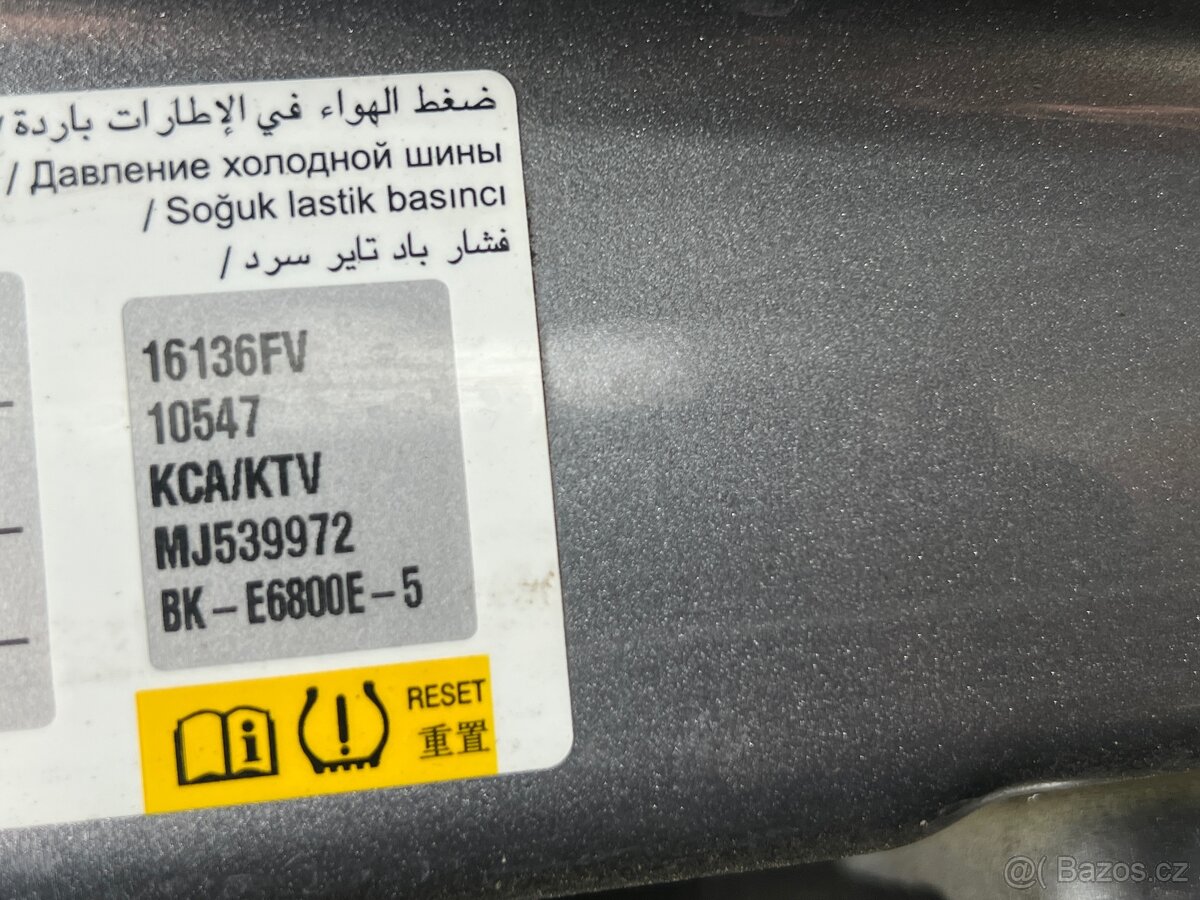 ضغط الهواء في الإطارات باردة /
/ Давление холодной шины
/ Soğuk lastik basıncı
فشار باد تایر سرد /
16136FV
10547
KCA/KTV
MJ539972
BK – E6800E – 5
RESET
重置
@( Bazos.cz